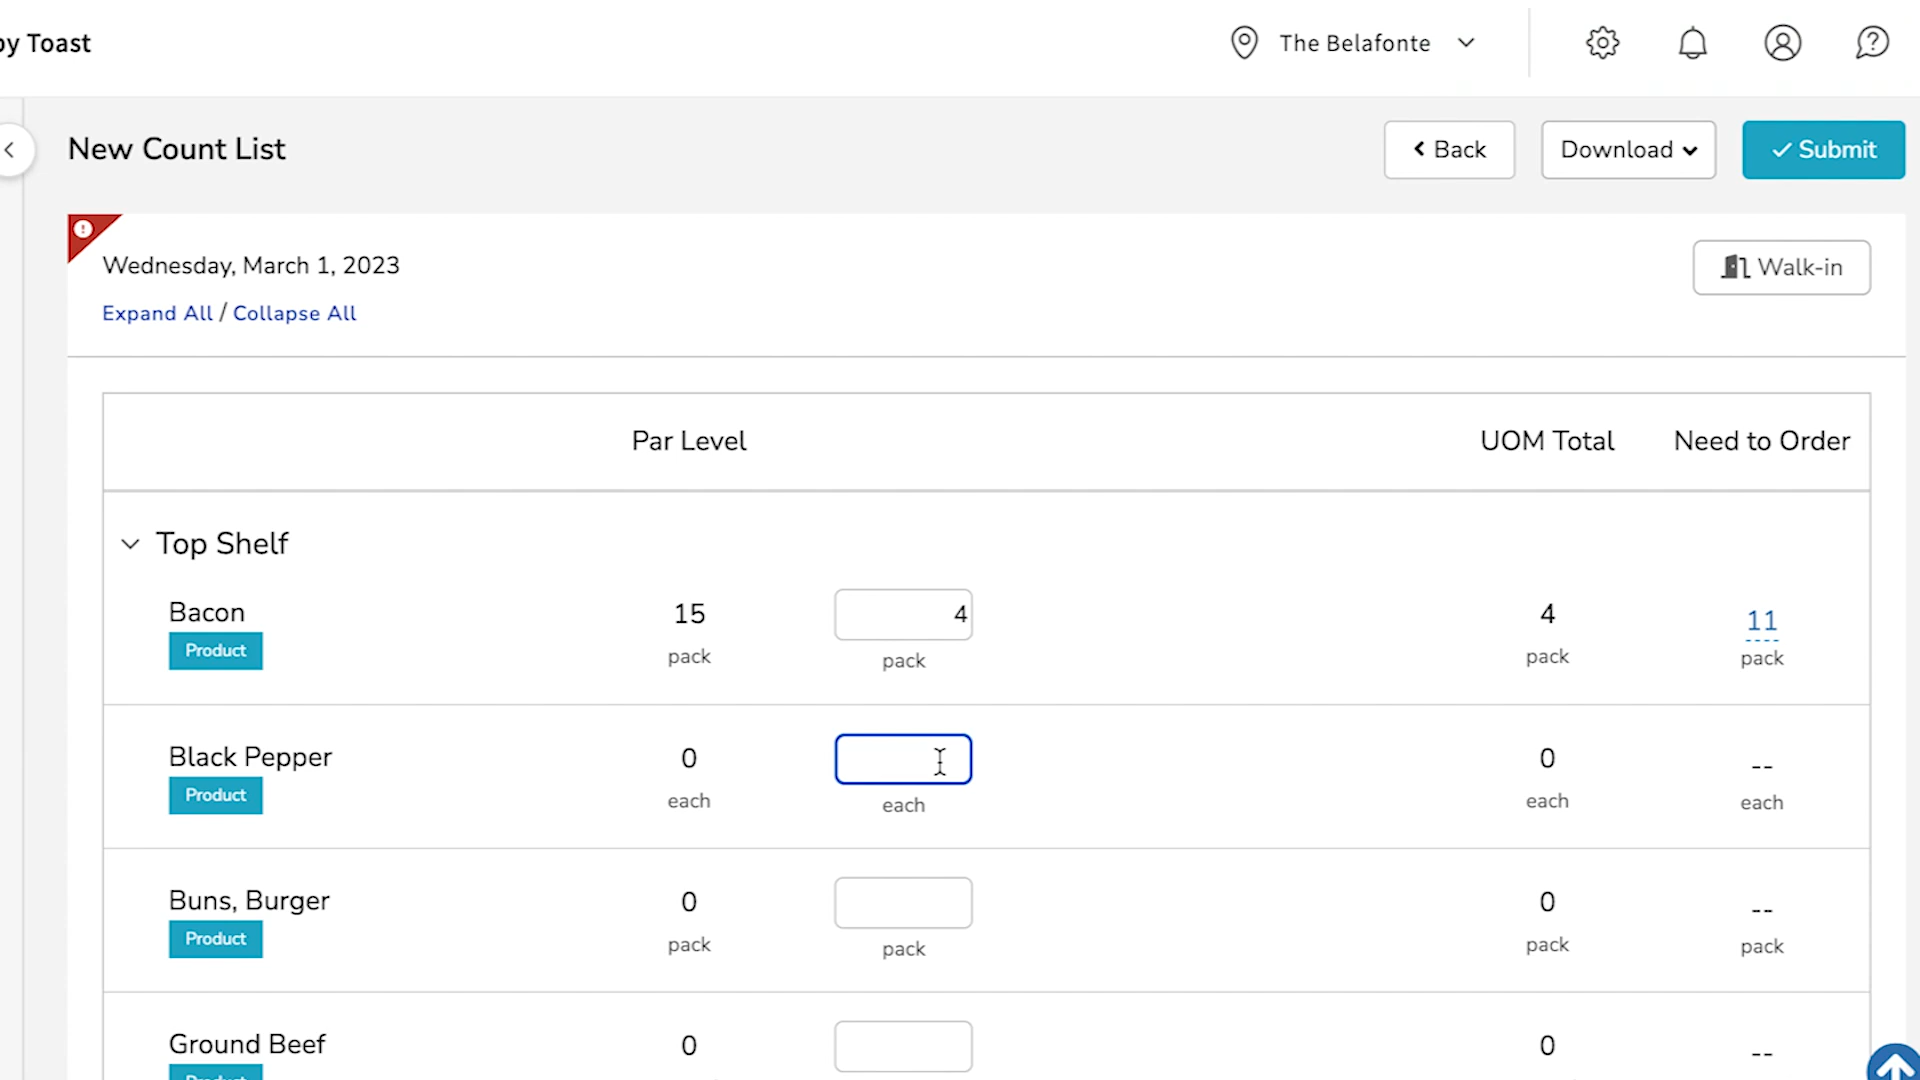 by Toast
The Belafonte
New Count List
Back
Download
Submit
Wednesday, March 1, 2023
Walk-in
Expand All / Collapse All
Par Level UOM Total Need to Order
Top Shelf
Bacon 15 4 4 11
Product pack pack pack pack
Black Pepper 0 0 --
Product each each each each
Buns, Burger 0 0 --
Product pack pack pack pack
Ground Beef 0 0 --
Product